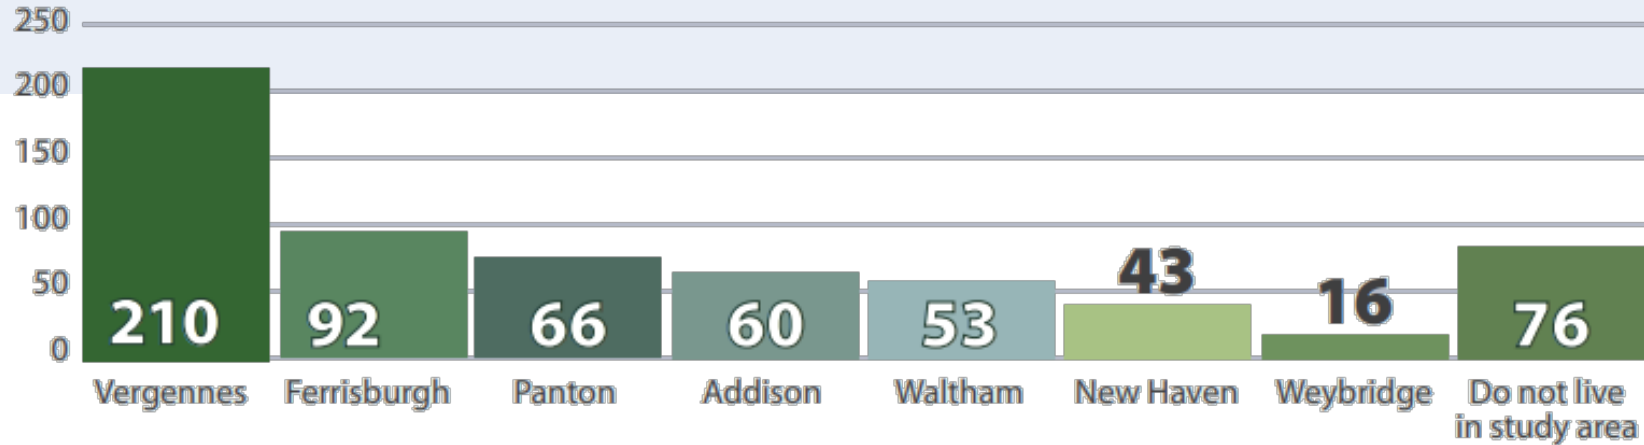 250
200
150
100
50
0
210
92
66
60
53
43
16
76
Vergennes
Ferrisburgh
Panton
Addison
Waltham
New Haven
Weybridge
Do not live
in study area